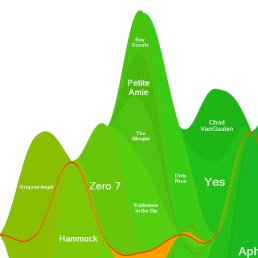 Boy
Scouts
Petite
Amie
Chad
VanGaalen
The
Allergies
Dirty
Nice
Origami Angel
Zero 7
Yes
Explosions
in the Sky
Hammock
Aph